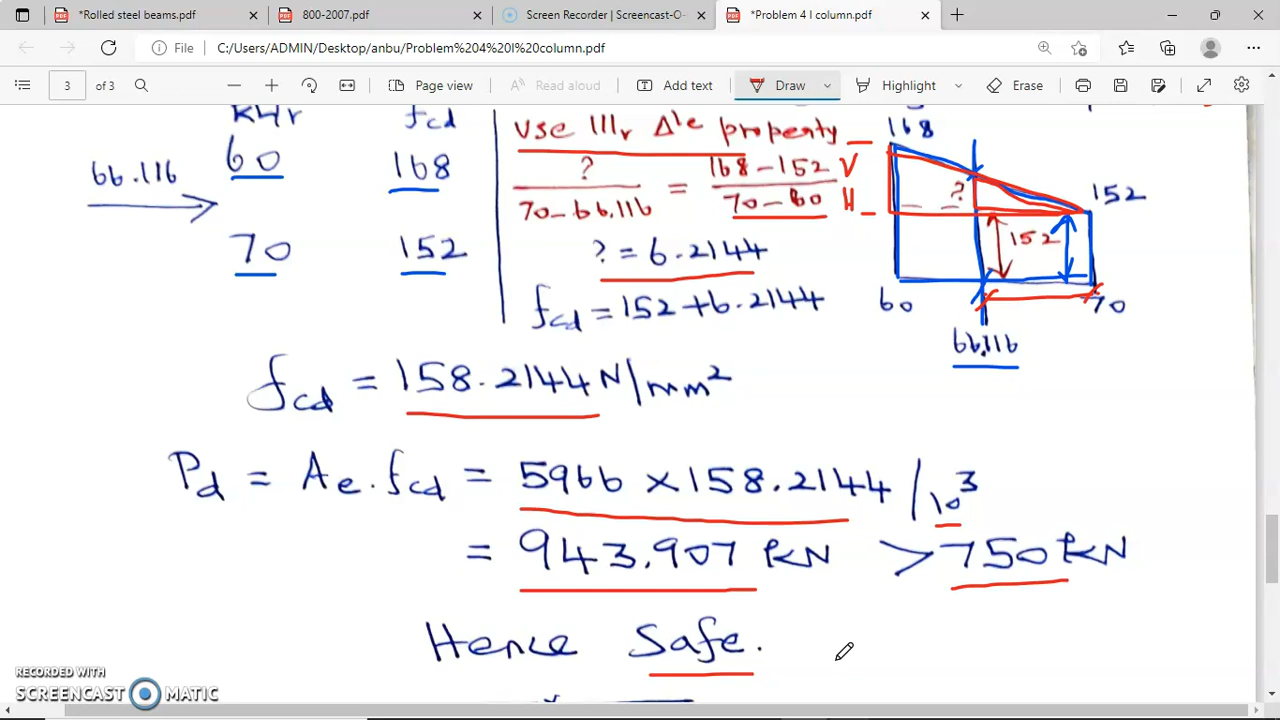 *Rolled steel beams.pdf
800-2007.pdf
Screen Recorder | Screencast-O-
*Problem 4 I column.pdf
File
C:/Users/ADMIN/Desktop/anbu/Problem%204%20I%20column.pdf
3 of 3
Page view
Read aloud
Add text
Draw
Highlight
Erase
KL/r fcd
66.116
60 168
70 152
Use lllr Δle property
? / 70-66.116 = 168-152 / 70-60 V H
? = 6.2144
fcd = 152+6.2144
168
?
152
152
60
70
66.116
fcd = 158.2144 N/mm²
Pd = Ae.fcd = 5966 × 158.2144 / 10³
= 943.907 kN > 750 kN
Hence Safe.
RECORDED WITH
SCREENCAST MATIC